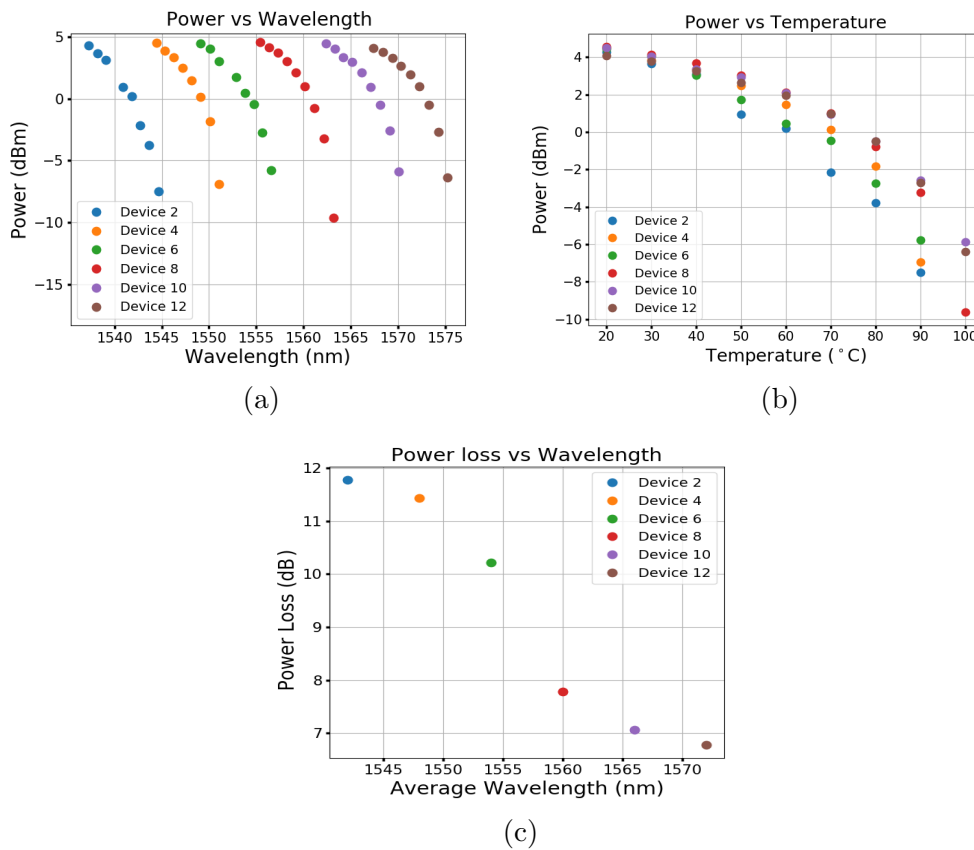 Power vs Wavelength
5
0
−5
−10
−15
Power (dBm)
Device 2
Device 4
Device 6
Device 8
Device 10
Device 12
1540 1545 1550 1555 1560 1565 1570 1575
Wavelength (nm)
(a)
Power vs Temperature
4
2
0
−2
−4
−6
−8
−10
Power (dBm)
Device 2
Device 4
Device 6
Device 8
Device 10
Device 12
20 30 40 50 60 70 80 90 100
Temperature (°C)
(b)
Power loss vs Wavelength
12
11
10
9
8
7
Power Loss (dB)
Device 2
Device 4
Device 6
Device 8
Device 10
Device 12
1545 1550 1555 1560 1565 1570
Average Wavelength (nm)
(c)